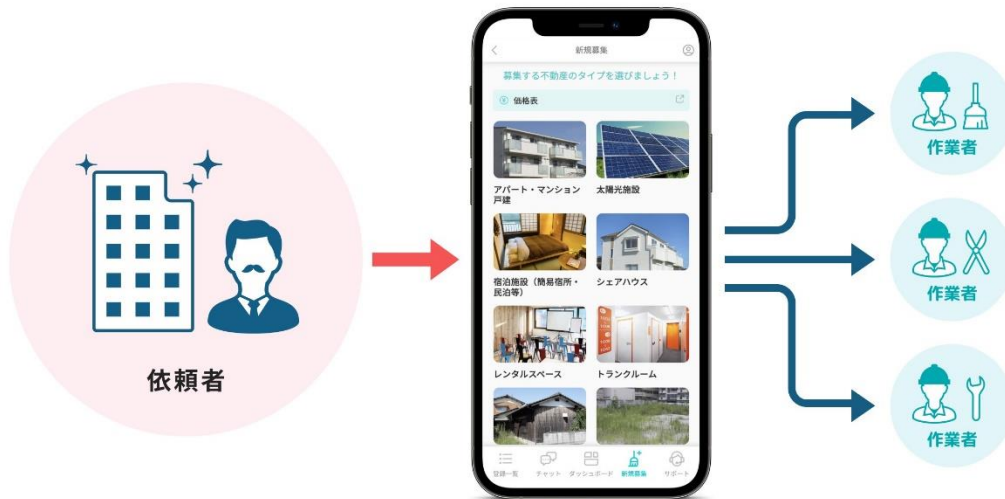 依頼者
新規募集
募集する不動産のタイプを選びましょう！
価格表
アパート・マンション
戸建
太陽光施設
宿泊施設（簡易宿所・
民泊等）
シェアハウス
レンタルスペース
トランクルーム
登録一覧
チャット
ダッシュボード
新規募集
サポート
作業者
作業者
作業者